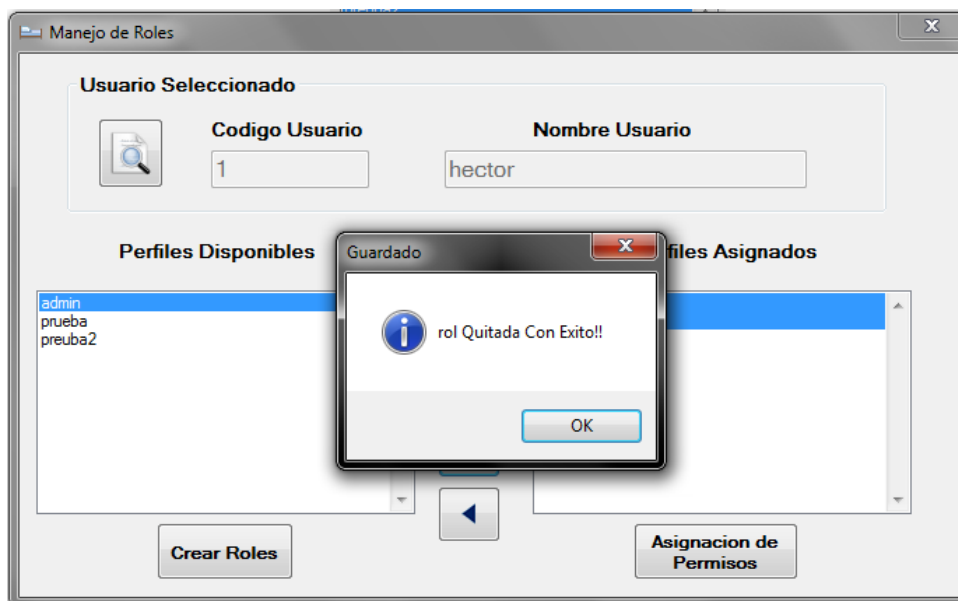 Manejo de Roles
Usuario Seleccionado
Codigo Usuario
Nombre Usuario
1
hector
Perfiles Disponibles
files Asignados
Guardado
rol Quitada Con Exito!!
OK
admin
prueba
preuba2
Crear Roles
Asignacion de
Permisos